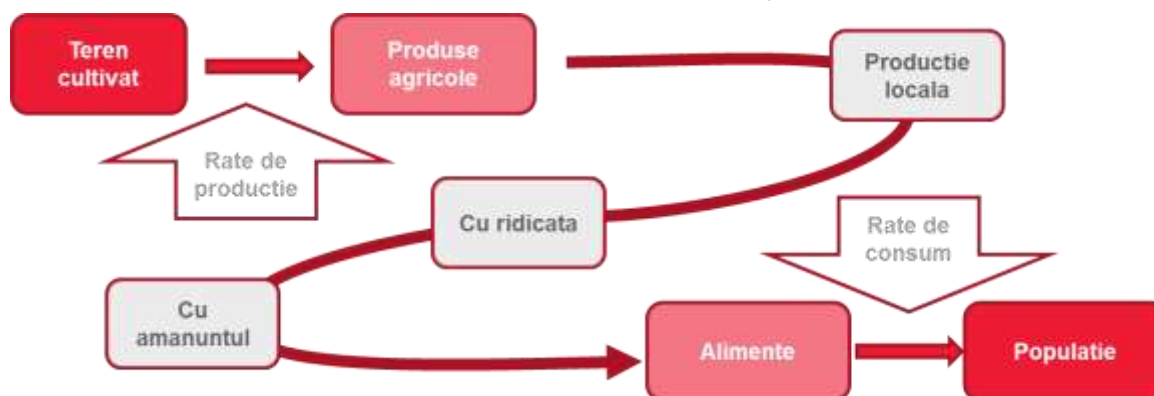 Teren
cultivat
Produse
agricole
Productie
locala
Rate de
productie
Cu ridicata
Rate de
consum
Cu
amanuntul
Alimente
Populatie